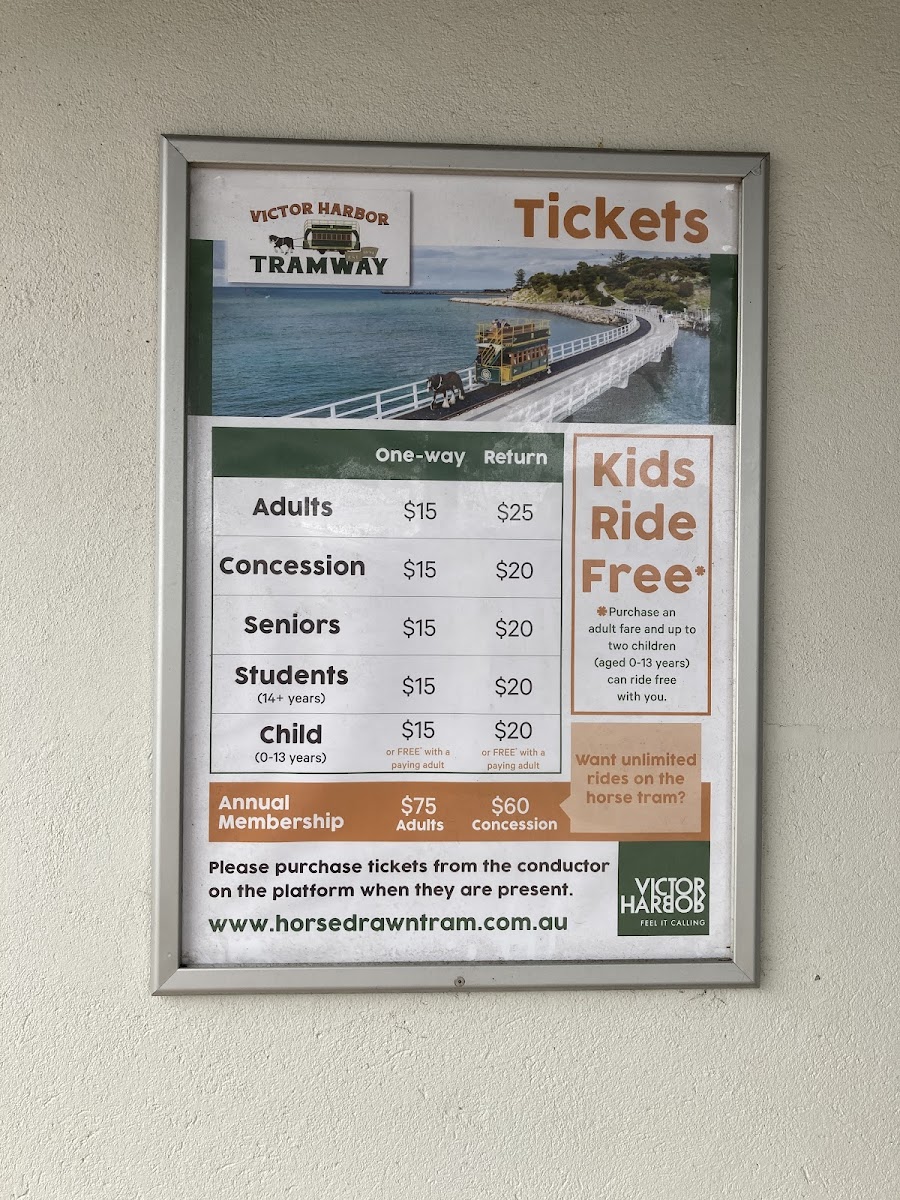 VICTOR HARBOR
TRAMWAY
Tickets
One-way Return
Adults $15 $25
Concession $15 $20
Seniors $15 $20
Students $15 $20
(14+ years)
Child $15 $20
(0-13 years) or FREE* with a paying adult or FREE* with a paying adult
Kids
Ride
Free*
*Purchase an
adult fare and up to
two children
(aged 0-13 years)
can ride free
with you.
Want unlimited
rides on the
horse tram?
Annual
Membership
$75 $60
Adults Concession
Please purchase tickets from the conductor
on the platform when they are present.
www.horsedrawntram.com.au
VICTOR
HARBOR
FEEL IT CALLING